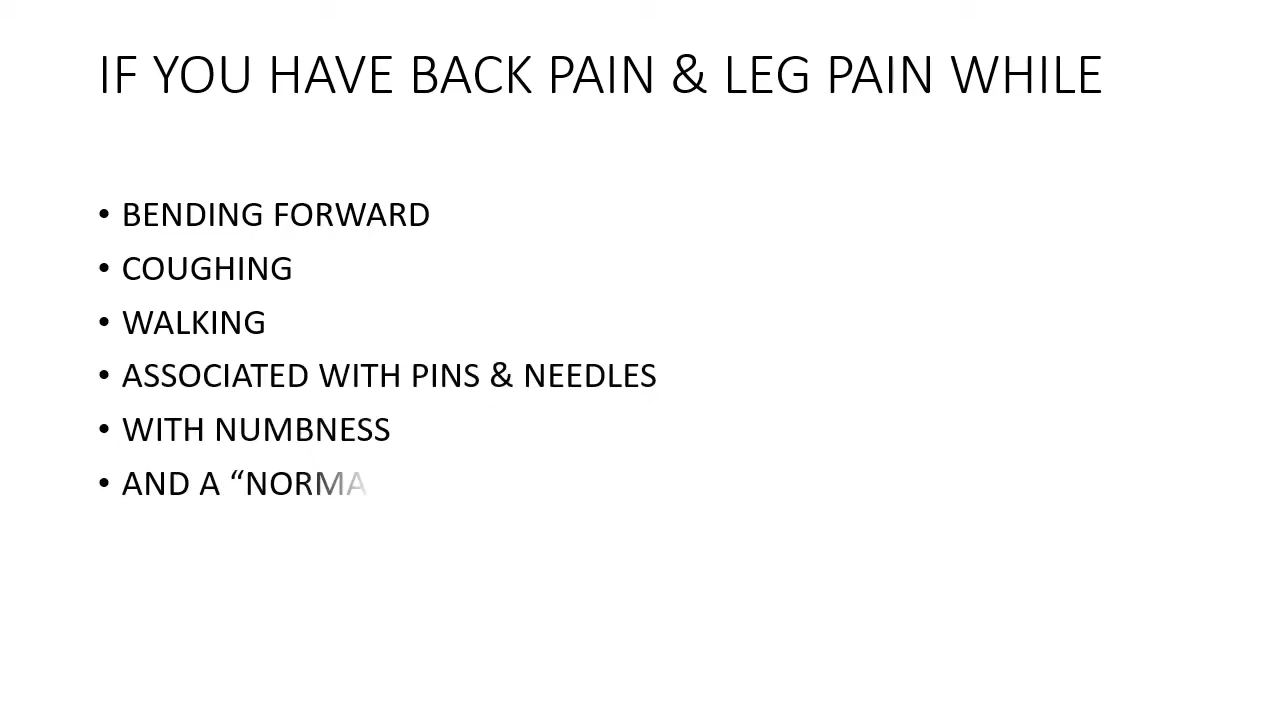 IF YOU HAVE BACK PAIN & LEG PAIN WHILE
• BENDING FORWARD
• COUGHING
• WALKING
• ASSOCIATED WITH PINS & NEEDLES
• WITH NUMBNESS
• AND A “NORMA